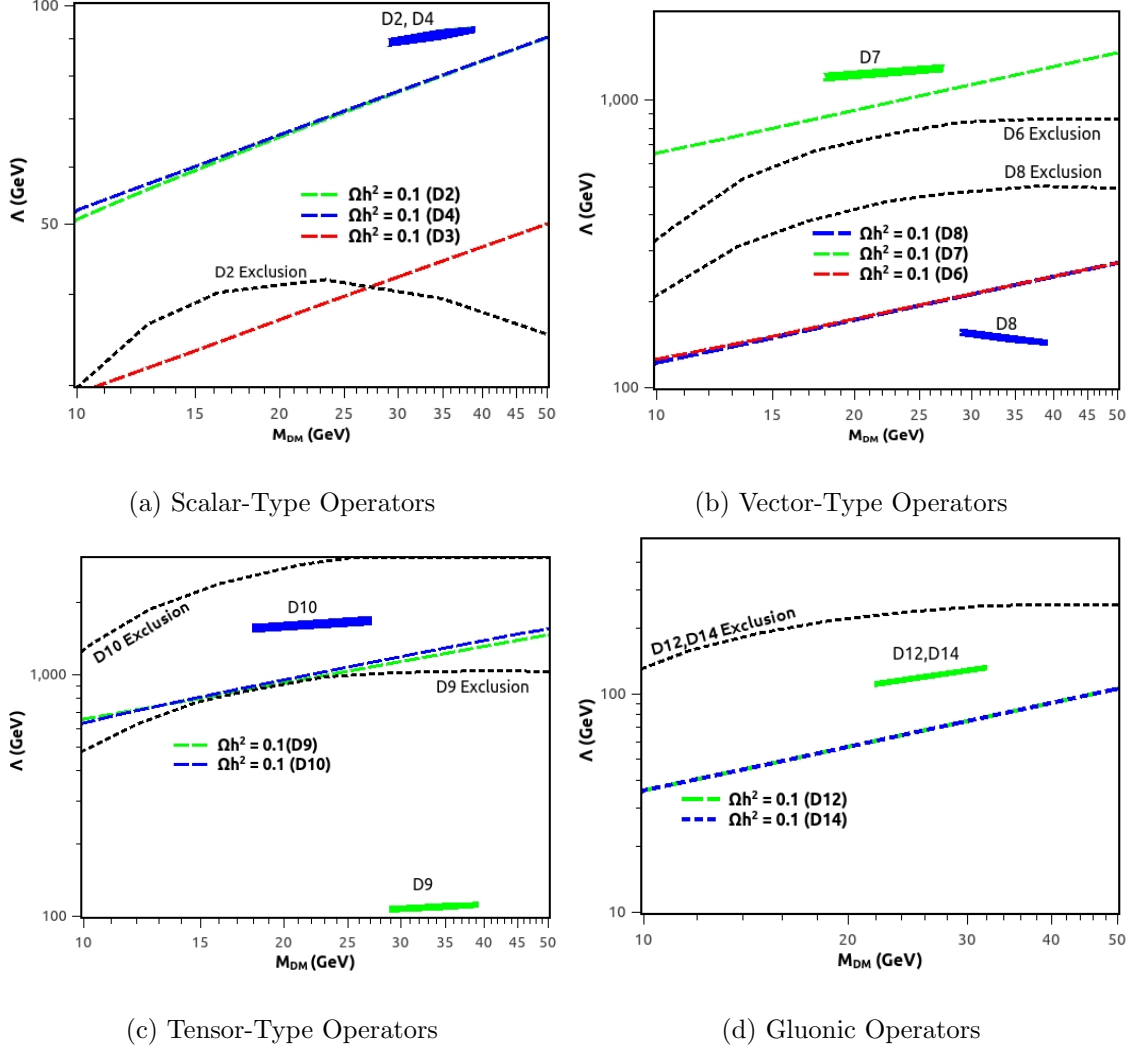 100
50
Λ (GeV)
D2, D4
Ωh² = 0.1 (D2)
Ωh² = 0.1 (D4)
Ωh² = 0.1 (D3)
D2 Exclusion
10 15 20 25 30 35 40 45 50
M_DM (GeV)
(a) Scalar-Type Operators
1,000
100
Λ (GeV)
D7
D6 Exclusion
D8 Exclusion
Ωh² = 0.1 (D8)
Ωh² = 0.1 (D7)
Ωh² = 0.1 (D6)
D8
10 15 20 25 30 35 40 45 50
M_DM (GeV)
(b) Vector-Type Operators
1,000
100
Λ (GeV)
D10 Exclusion
D10
D9 Exclusion
Ωh² = 0.1(D9)
Ωh² = 0.1 (D10)
D9
10 15 20 25 30 35 40 45 50
M_DM (GeV)
(c) Tensor-Type Operators
100
10
Λ (GeV)
D12,D14 Exclusion
D12,D14
Ωh² = 0.1 (D12)
Ωh² = 0.1 (D14)
10 20 30 40 50
M_DM (GeV)
(d) Gluonic Operators